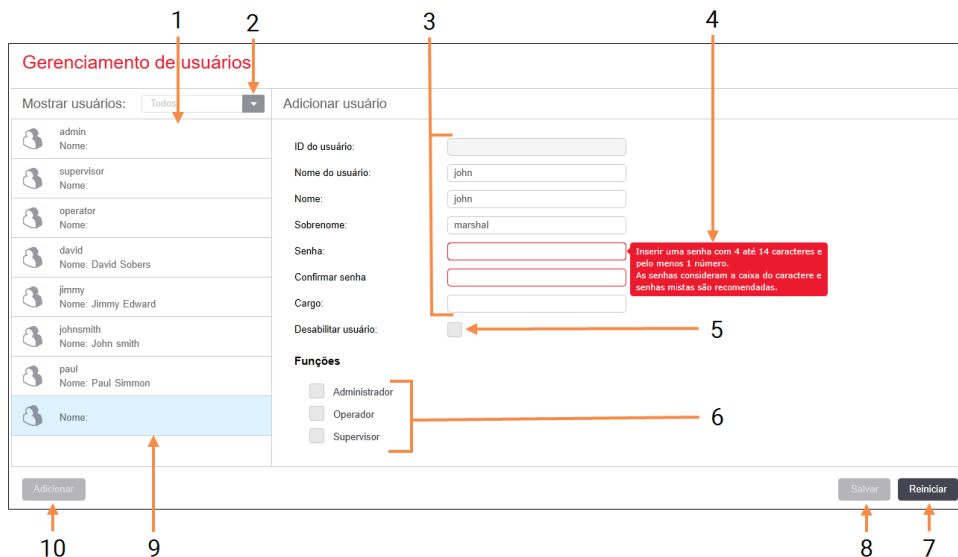 1 2 3 4
Gerenciamento de usuários
Mostrar usuários: Todos
Adicionar usuário
admin
Nome:
supervisor
Nome:
operator
Nome:
david
Nome: David Sobers
jimmy
Nome: Jimmy Edward
johnsmith
Nome: John smith
paul
Nome: Paul Simmon
Nome:
ID do usuário:
Nome do usuário: john
Nome: john
Sobrenome: marshal
Senha:
Inserir uma senha com 4 até 14 caracteres e
pelo menos 1 número.
As senhas consideram a caixa do caractere e
senhas mistas são recomendadas.
Confirmar senha
Cargo:
Desabilitar usuário:
5
Funções
Administrador
Operador
Supervisor
6
Adicionar
Salvar Reiniciar
10 9 8 7